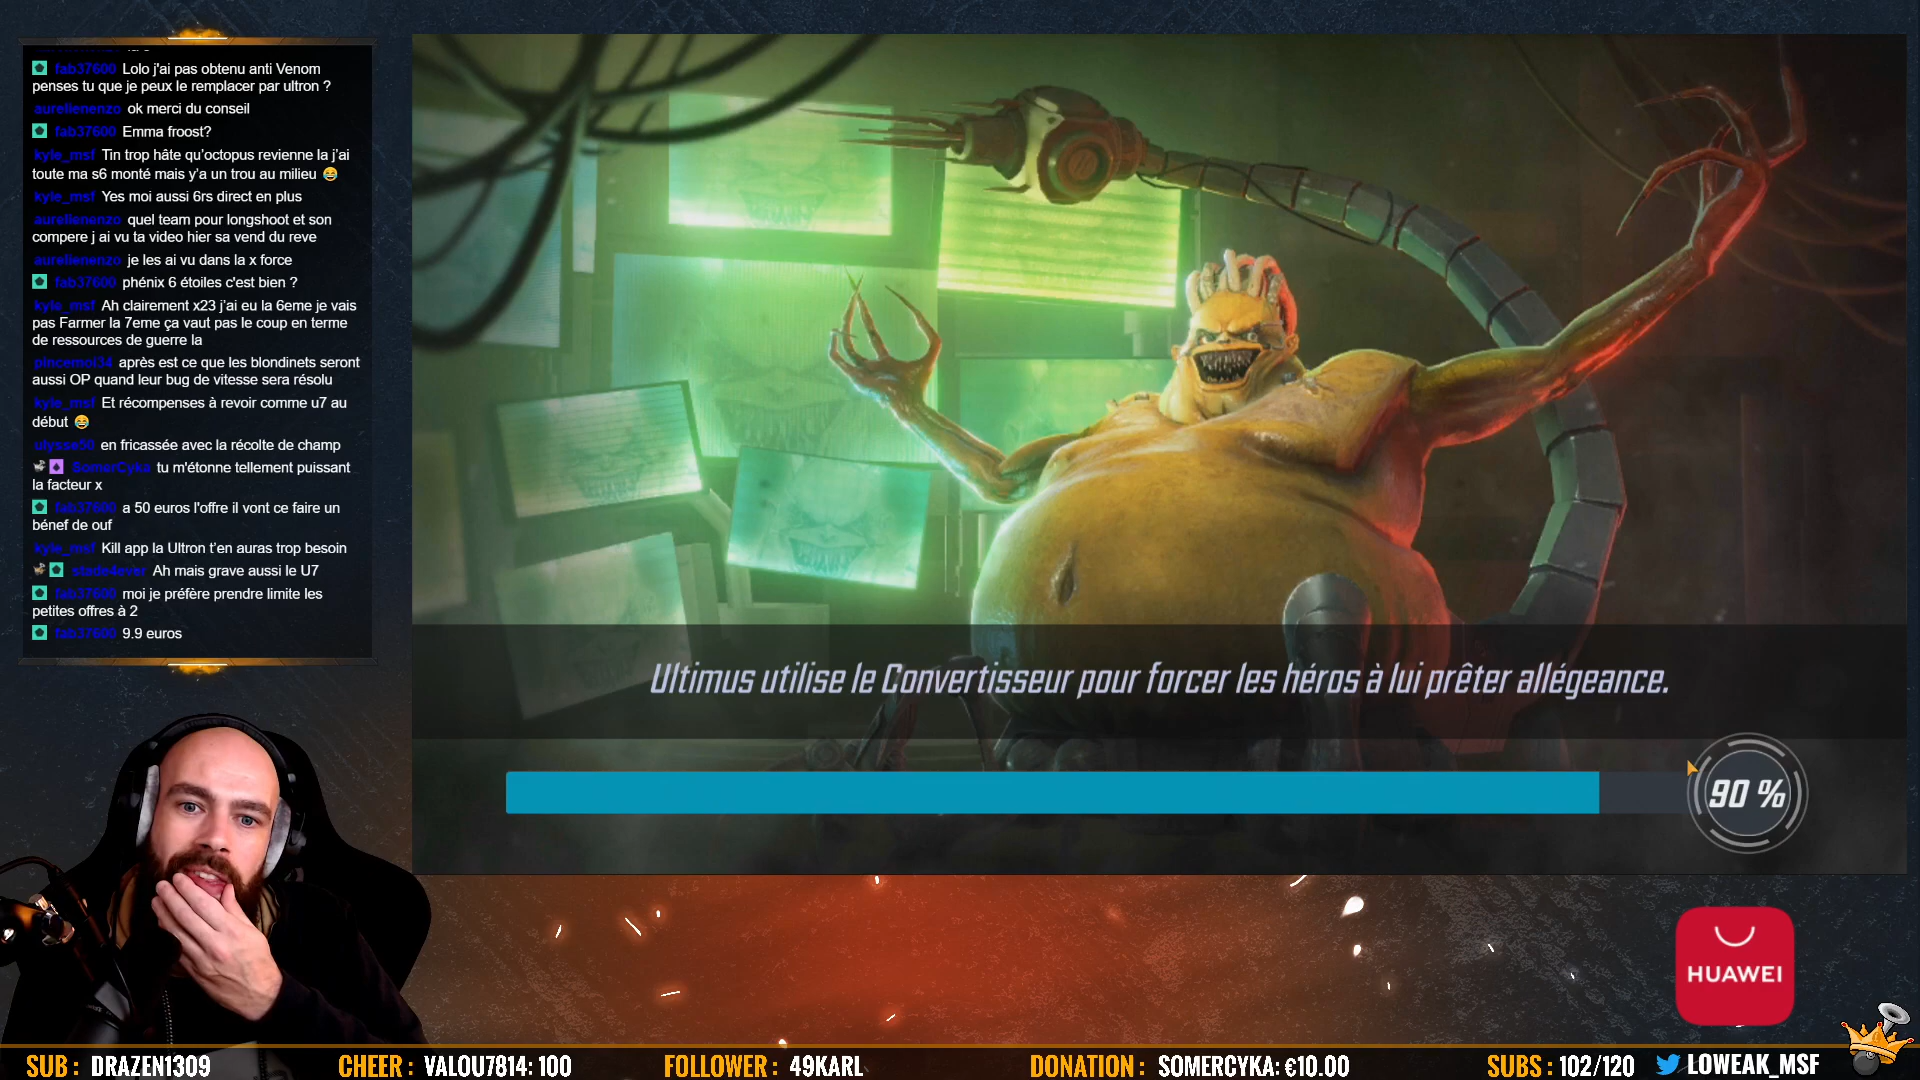 fab37600 Lolo j'ai pas obtenu anti Venom
penses tu que je peux le remplacer par ultron ?
aurelienenzo ok merci du conseil
fab37600 Emma froost?
kyle_msf Tin trop hâte qu'octopus revienne la j'ai
toute ma s6 monté mais y'a un trou au milieu 😂
kyle_msf Yes moi aussi 6rs direct en plus
aurelienenzo quel team pour longshoot et son
compere j ai vu ta video hier sa vend du reve
aurelienenzo je les ai vu dans la x force
fab37600 phénix 6 étoiles c'est bien ?
kyle_msf Ah clairement x23 j'ai eu la 6eme je vais
pas Farmer la 7eme ça vaut pas le coup en terme
de ressources de guerre la
pincemoi34 après est ce que les blondinets seront
aussi OP quand leur bug de vitesse sera résolu
kyle_msf Et récompenses à revoir comme u7 au
début 😂
ulysse50 en fricassée avec la récolte de champ
SomerCyka tu m'étonne tellement puissant
la facteur x
fab37600 a 50 euros l'offre il vont ce faire un
bénef de ouf
kyle_msf Kill app la Ultron t'en auras trop besoin
stade4ever Ah mais grave aussi le U7
fab37600 moi je préfère prendre limite les
petites offres à 2
fab37600 9.9 euros
Ultimus utilise le Convertisseur pour forcer les héros à lui prêter allégeance.
90 %
HUAWEI
SUB : DRAZEN1309
CHEER : VALOU7814: 100
FOLLOWER : 49KARL
DONATION : SOMERCYKA: €10.00
SUBS : 102/120
LOWEAK_MSF